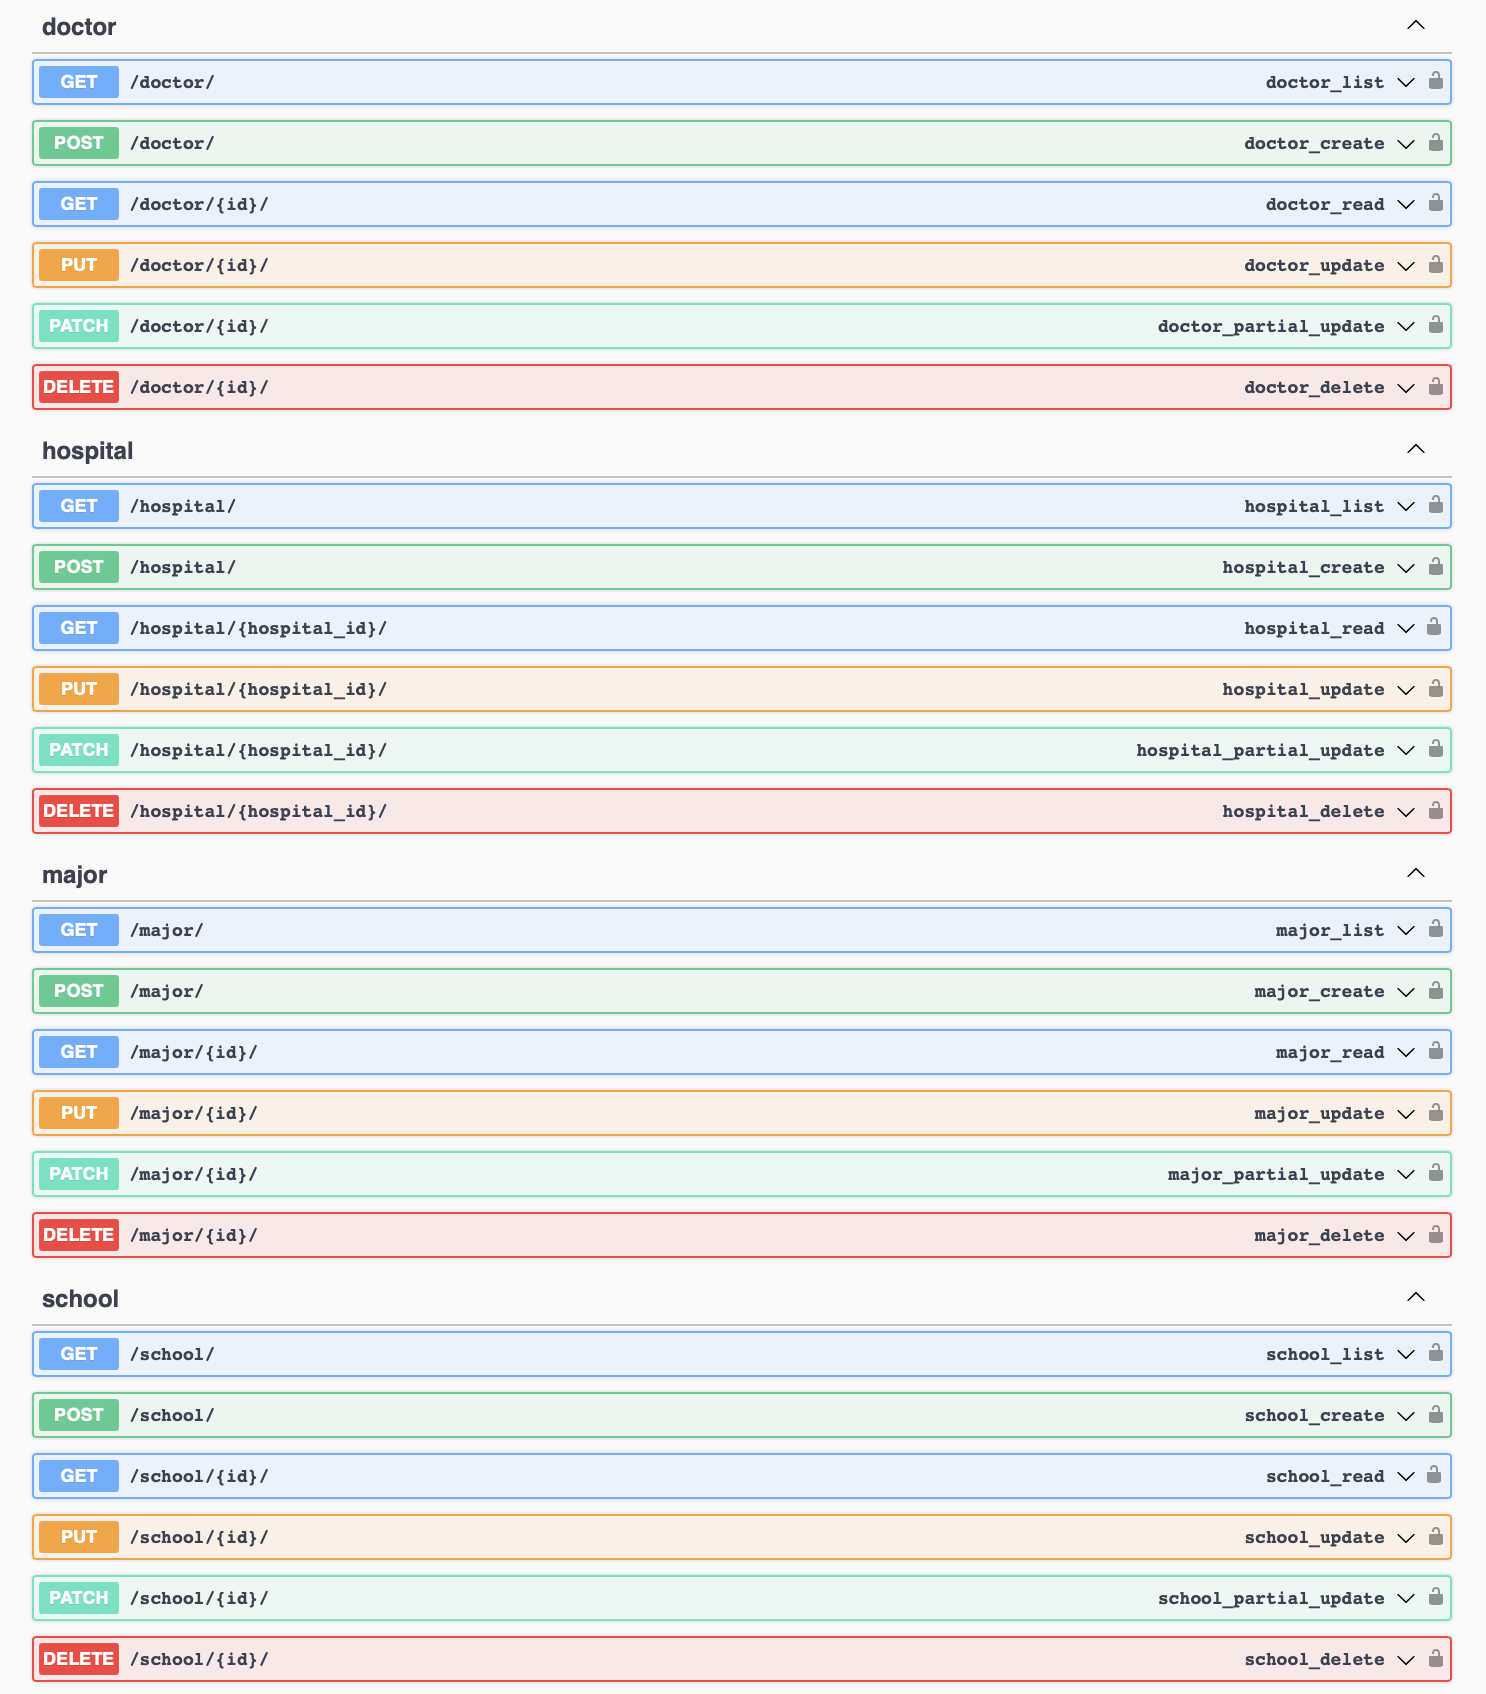 doctor
GET /doctor/ doctor_list
POST /doctor/ doctor_create
GET /doctor/{id}/ doctor_read
PUT /doctor/{id}/ doctor_update
PATCH /doctor/{id}/ doctor_partial_update
DELETE /doctor/{id}/ doctor_delete
hospital
GET /hospital/ hospital_list
POST /hospital/ hospital_create
GET /hospital/{hospital_id}/ hospital_read
PUT /hospital/{hospital_id}/ hospital_update
PATCH /hospital/{hospital_id}/ hospital_partial_update
DELETE /hospital/{hospital_id}/ hospital_delete
major
GET /major/ major_list
POST /major/ major_create
GET /major/{id}/ major_read
PUT /major/{id}/ major_update
PATCH /major/{id}/ major_partial_update
DELETE /major/{id}/ major_delete
school
GET /school/ school_list
POST /school/ school_create
GET /school/{id}/ school_read
PUT /school/{id}/ school_update
PATCH /school/{id}/ school_partial_update
DELETE /school/{id}/ school_delete